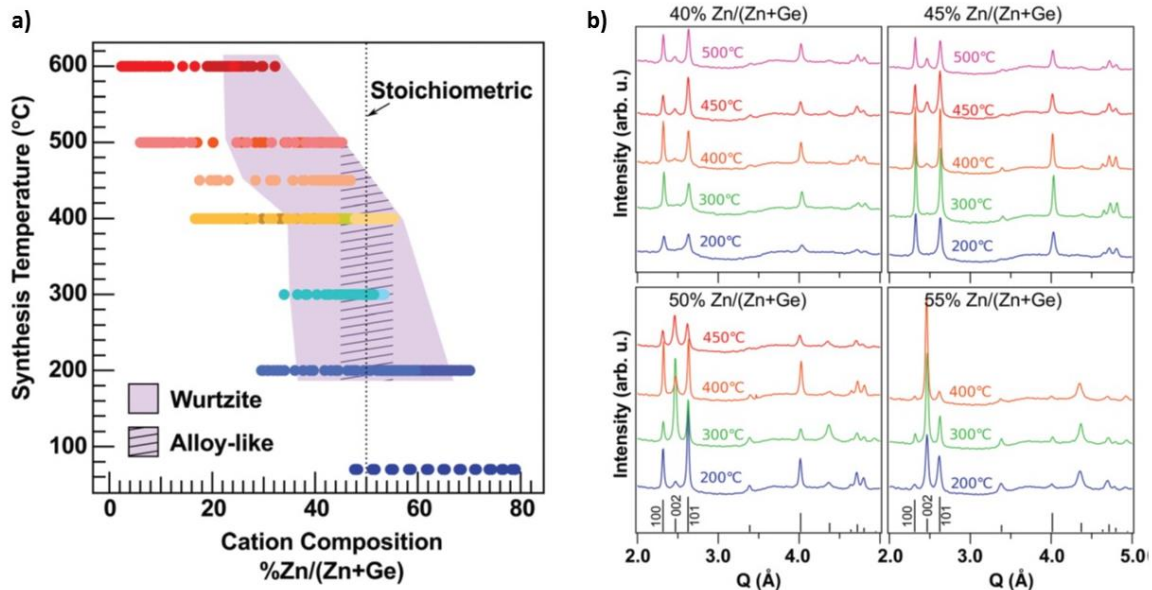 a)
Synthesis Temperature (°C)
600
500
400
300
200
100
Stoichiometric
Wurtzite
Alloy-like
0
20
40
60
80
Cation Composition
%Zn/(Zn+Ge)
b)
40% Zn/(Zn+Ge)
45% Zn/(Zn+Ge)
Intensity (arb. u.)
500℃
450℃
400℃
300℃
200℃
500℃
450℃
400℃
300℃
200℃
50% Zn/(Zn+Ge)
55% Zn/(Zn+Ge)
Intensity (arb. u.)
450℃
400℃
300℃
200℃
400℃
300℃
200℃
100
002
101
100
002
101
2.0
3.0
4.0
2.0
3.0
4.0
5.0
Q (Å)
Q (Å)